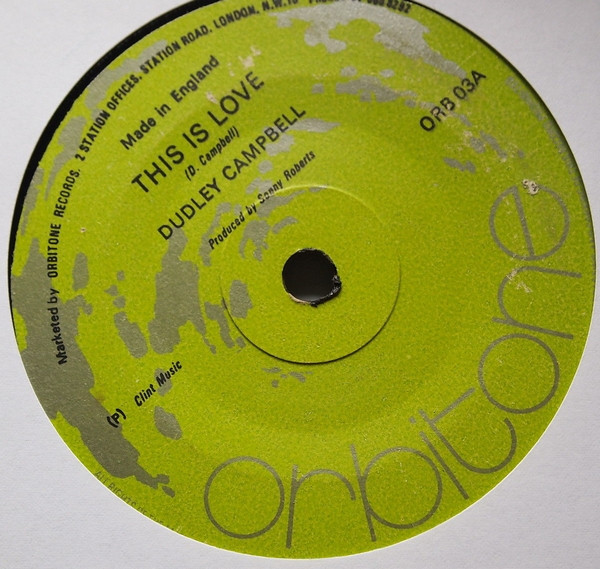 Marketed by ORBITONE RECORDS, 2 STATION OFFICES, STATION ROAD, LONDON, N.W.10
Made in England
THIS IS LOVE
(D. Campbell)
DUDLEY CAMPBELL
Produced by Sonny Roberts
ORB 03A
(P) Clint Music
orbitone